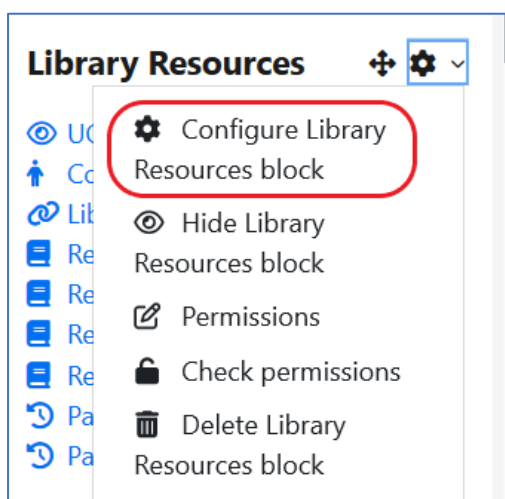 Library Resources
Configure Library
Resources block
Hide Library
Resources block
Permissions
Check permissions
Delete Library
Resources block